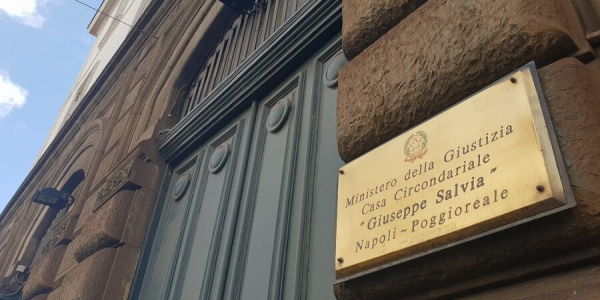 Ministero della Giustizia
Casa Circondariale
"Giuseppe Salvia"
Napoli ~ Poggioreale